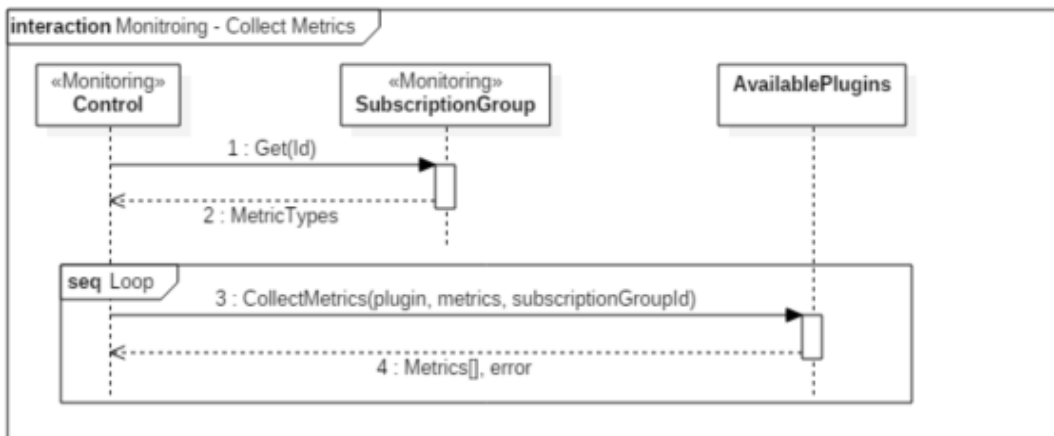 interaction Monitroing - Collect Metrics
«Monitoring»
Control
«Monitoring»
SubscriptionGroup
AvailablePlugins
1 : Get(Id)
2 : MetricTypes
seq Loop
3 : CollectMetrics(plugin, metrics, subscriptionGroupId)
4 : Metrics[], error